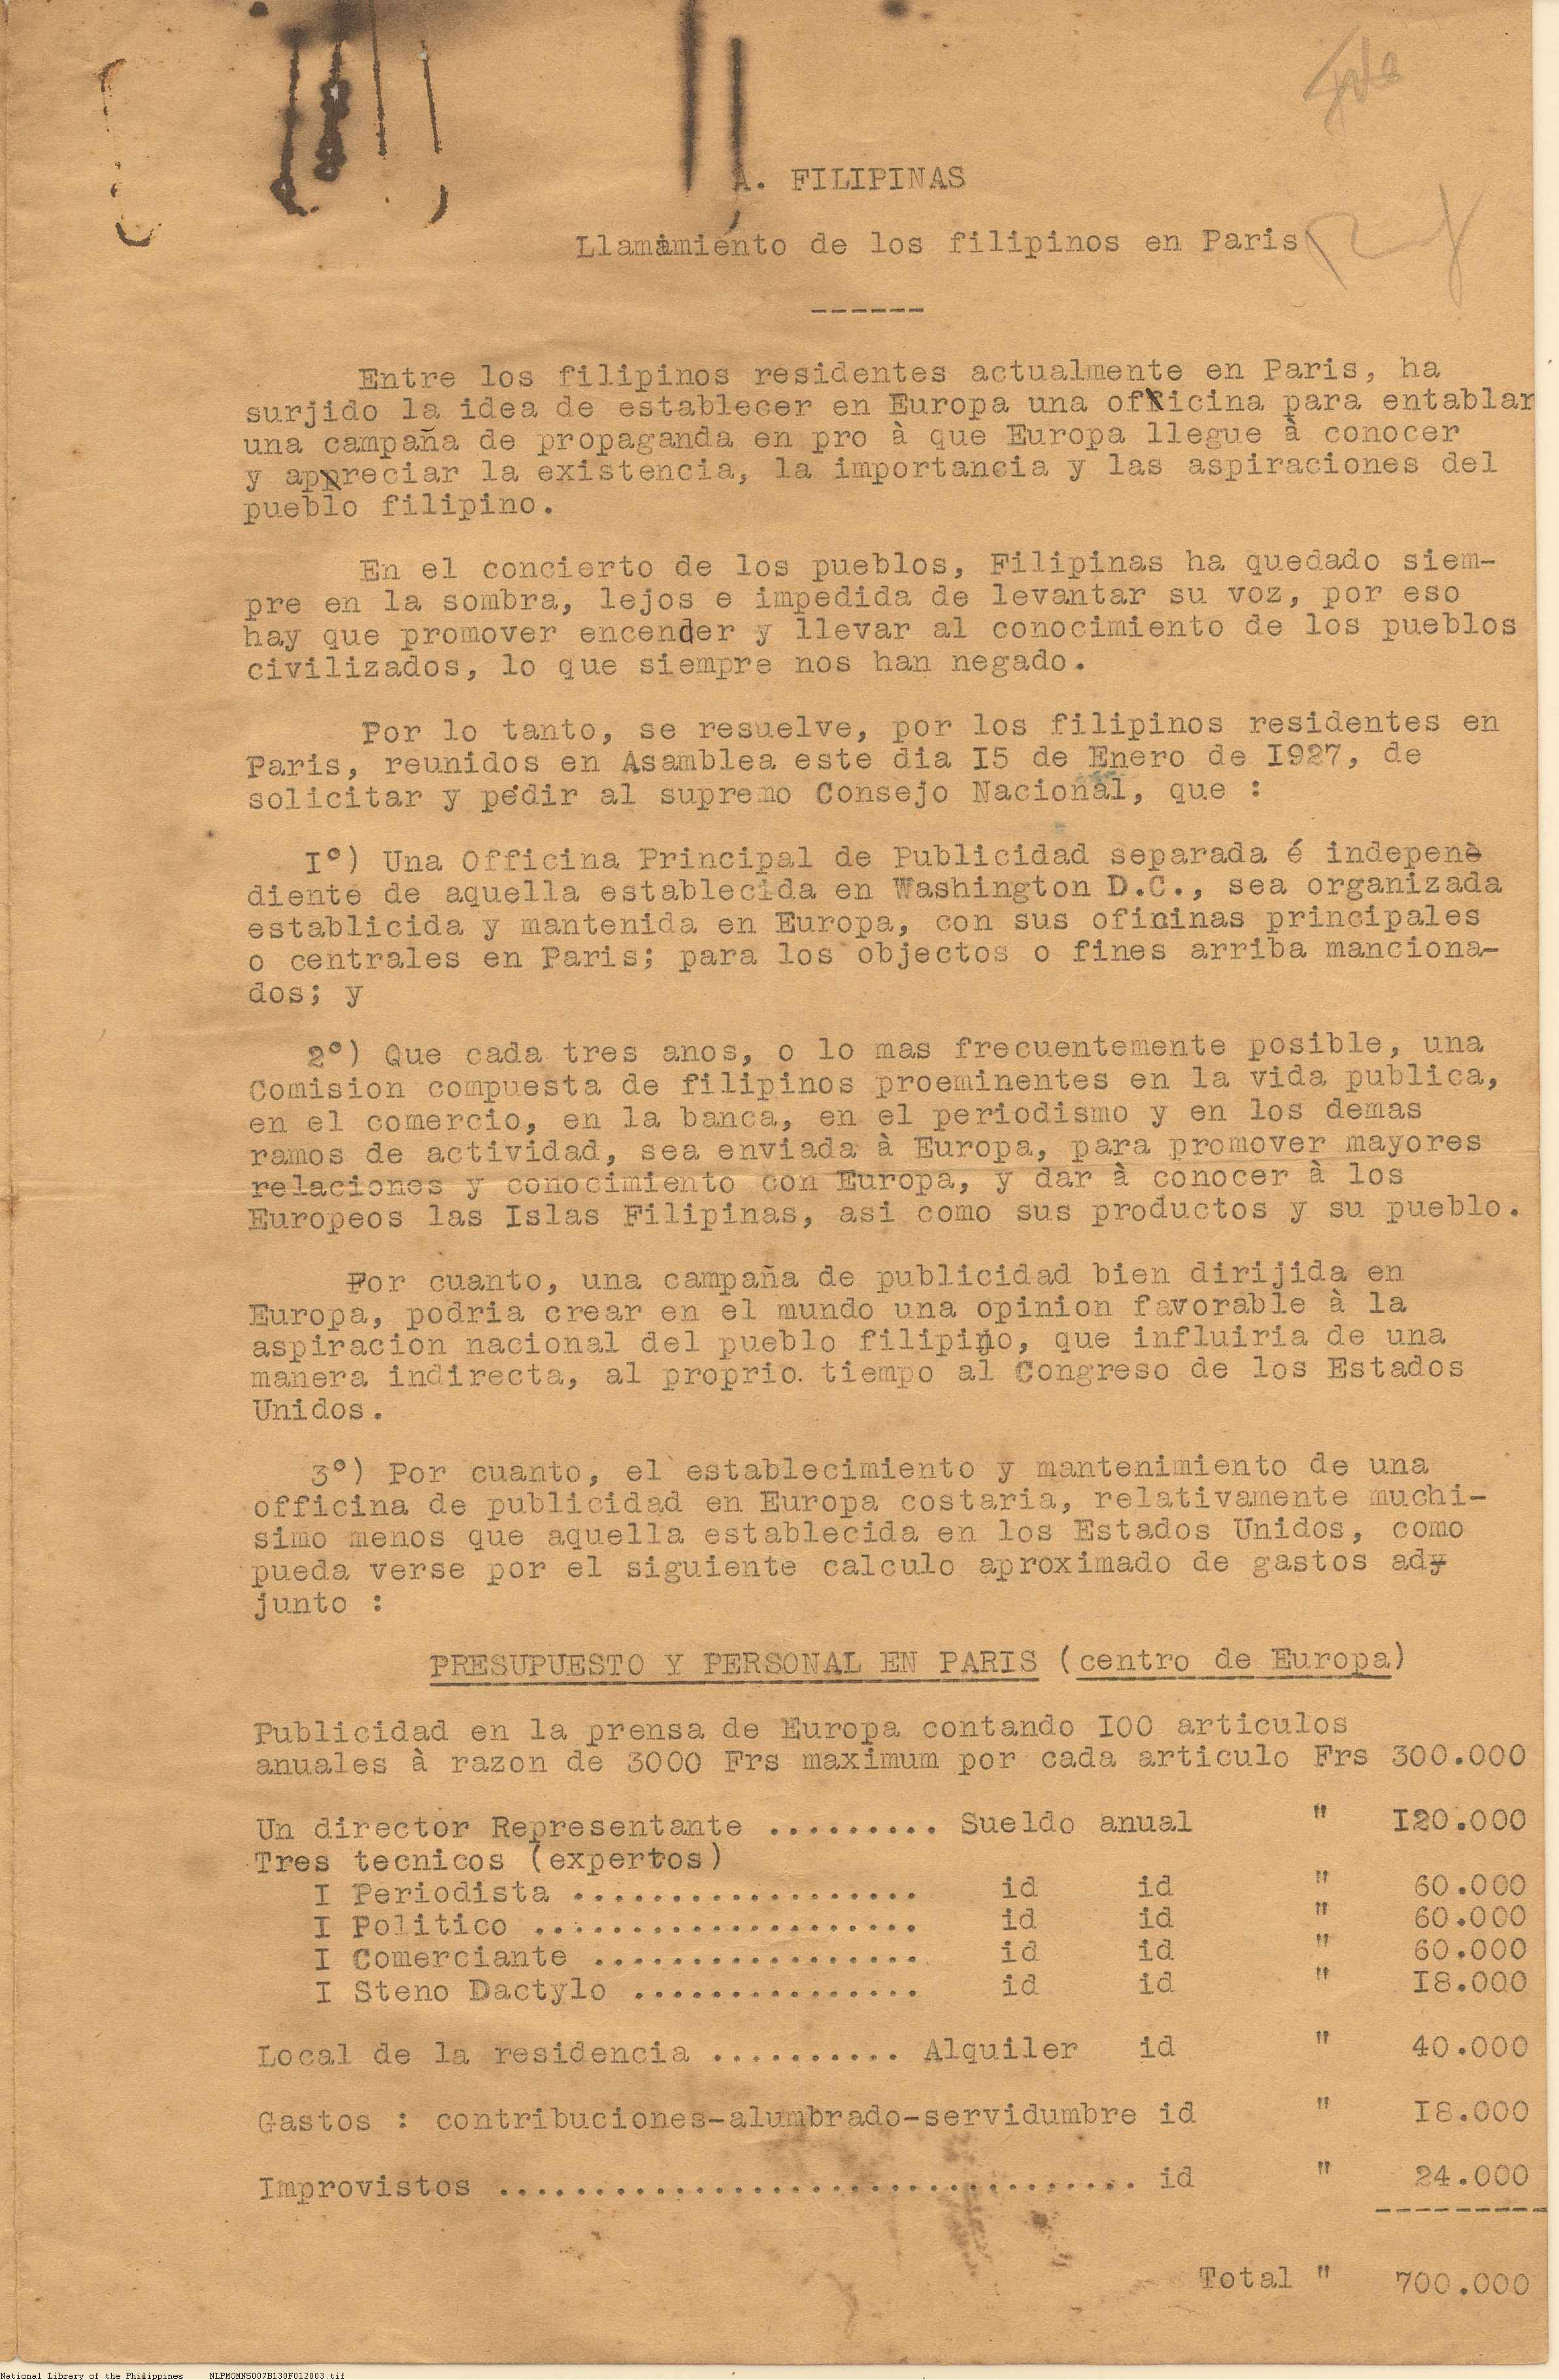 A. FILIPINAS
Llamamiento de los filipinos en Paris
------
Entre los filipinos residentes actualmente en Paris, ha
surjido la idea de establecer en Europa una oficina para entablar
una campaña de propaganda en pro à que Europa llegue à conocer
y apreciar la existencia, la importancia y las aspiraciones del
pueblo filipino.
En el concierto de los pueblos, Filipinas ha quedado siem-
pre en la sombra, lejos e impedida de levantar su voz, por eso
hay que promover encender y llevar al conocimiento de los pueblos
civilizados, lo que siempre nos han negado.
Por lo tanto, se resuelve, por los filipinos residentes en
Paris, reunidos en Asamblea este dia I5 de Enero de I927, de
solicitar y pedir al supremo Consejo Nacional, que :
I°) Una Officina Principal de Publicidad separada é indepen-
diente de aquella establecida en Washington D.C., sea organizada
establicida y mantenida en Europa, con sus ofininas principales
o centrales en Paris; para los objectos o fines arriba manciona-
dos; y
2°) Que cada tres anos, o lo mas frecuentemente posible, una
Comision compuesta de filipinos proeminentes en la vida publica,
en el comercio, en la banca, en el periodismo y en los demas
ramos de actividad, sea enviada à Europa, para promover mayores
relaciones y conocimiento con Europa, y dar à conocer à los
Europeos las Islas Filipinas, asi como sus productos y su pueblo.
Por cuanto, una campaña de publicidad bien dirijida en
Europa, podria crear en el mundo una opinion favorable à la
aspiracion nacional del pueblo filipino, que influiria de una
manera indirecta, al proprio. tiempo al Congreso de los Estados
Unidos.
3°) Por cuanto, el establecimiento y mantenimiento de una
officina de publicidad en Europa costaria, relativamente muchi-
simo menos que aquella establecida en los Estados Unidos, como
pueda verse por el siguiente calculo aproximado de gastos ad-
junto :
PRESUPUESTO Y PERSONAL EN PARIS (centro de Europa)
Publicidad en la prensa de Europa contando I00 articulos
anuales à razon de 3000 Frs maximum por cada articulo Frs 300.000
Un director Representante ......... Sueldo anual " I20.000
Tres tecnicos (expertos)
I Periodista .................. id id " 60.000
I Politico .................... id id " 60.000
I Comerciante ................. id id " 60.000
I Steno Dactylo ............... id id " I8.000
Local de la residencia .......... Alquiler id " 40.000
Gastos : contribuciones-alumbrado-servidumbre id " I8.000
Improvistos ................................. id " 24.000
---------
Total " 700.000
National Library of the Philippines NLPMQMNS007B130F012003.tif